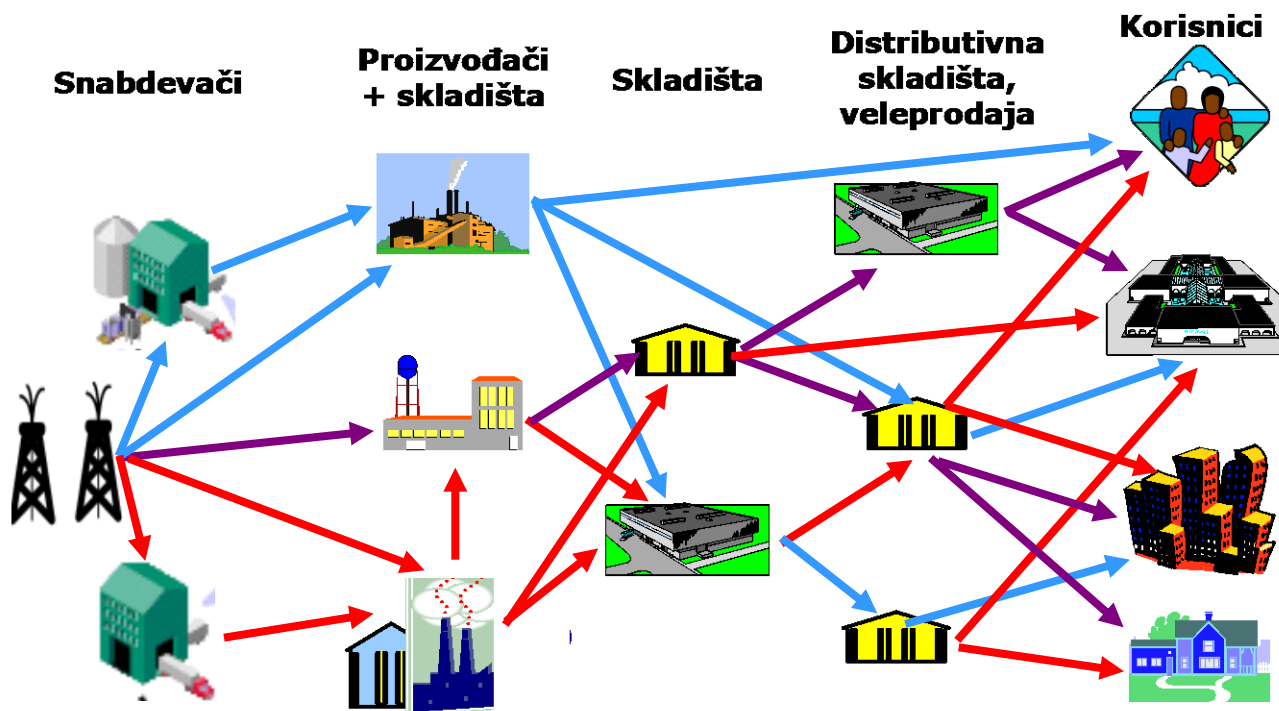 Snabdevači
Proizvođači
+ skladišta
Skladišta
Distributivna
skladišta,
veleprodaja
Korisnici